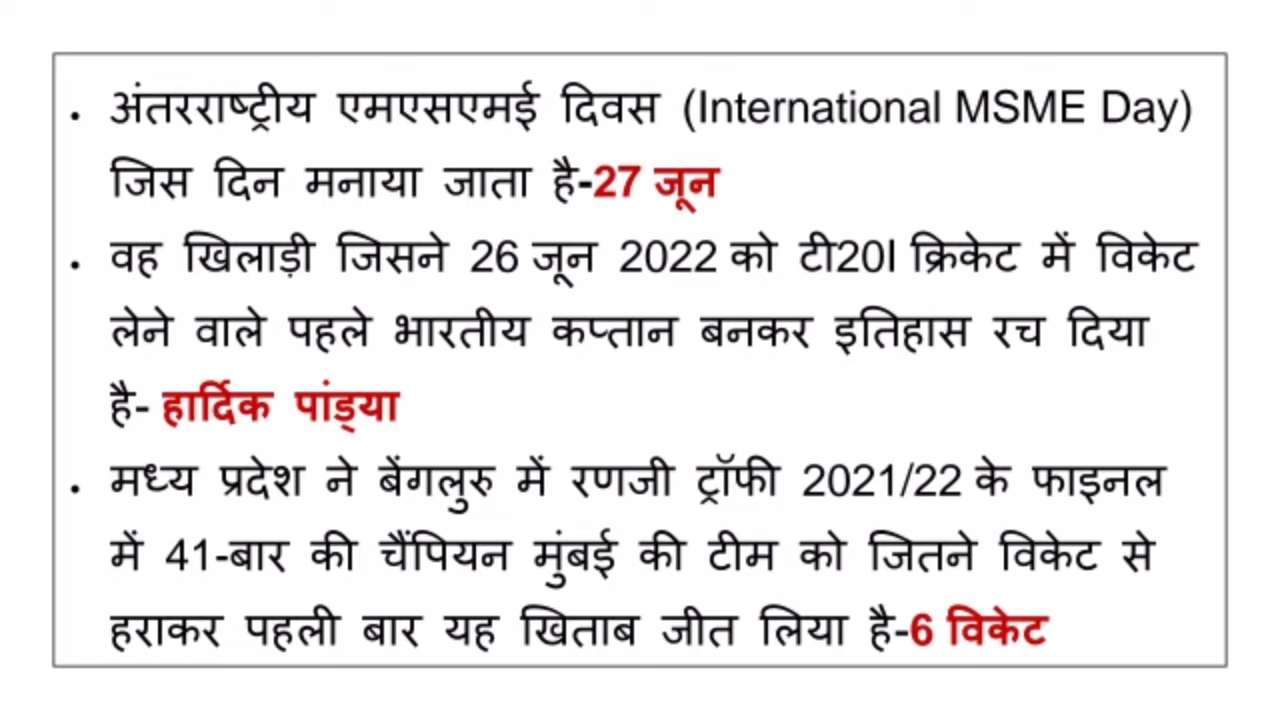 • अंतरराष्ट्रीय एमएसएमई दिवस (International MSME Day)
जिस दिन मनाया जाता है-27 जून
• वह खिलाड़ी जिसने 26 जून 2022 को टी20I क्रिकेट में विकेट
लेने वाले पहले भारतीय कप्तान बनकर इतिहास रच दिया
है- हार्दिक पांड्या
• मध्य प्रदेश ने बेंगलुरु में रणजी ट्रॉफी 2021/22 के फाइनल
में 41-बार की चैंपियन मुंबई की टीम को जितने विकेट से
हराकर पहली बार यह खिताब जीत लिया है-6 विकेट